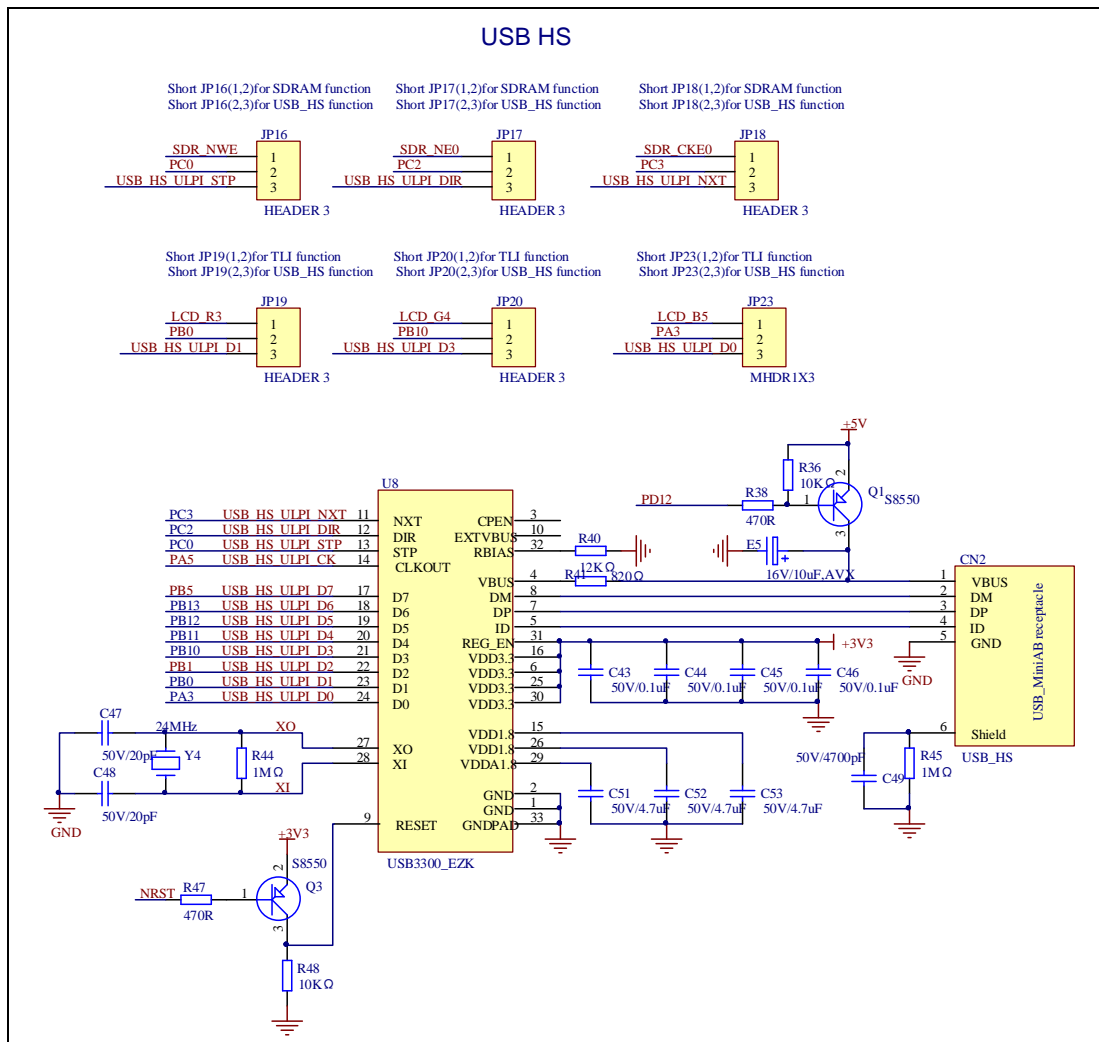 USB HS
Short JP16(1,2)for SDRAM function
Short JP16(2,3)for USB_HS function
Short JP17(1,2)for SDRAM function
Short JP17(2,3)for USB_HS function
Short JP18(1,2)for SDRAM function
Short JP18(2,3)for USB_HS function
JP16
SDR_NWE 1
PC0 2
USB_HS_ULPI_STP 3
HEADER 3
JP17
SDR_NE0 1
PC2 2
USB_HS_ULPI_DIR 3
HEADER 3
JP18
SDR_CKE0 1
PC3 2
USB_HS_ULPI_NXT 3
HEADER 3
Short JP19(1,2)for TLI function
Short JP19(2,3)for USB_HS function
Short JP20(1,2)for TLI function
Short JP20(2,3)for USB_HS function
Short JP23(1,2)for TLI function
Short JP23(2,3)for USB_HS function
JP19
LCD_R3 1
PB0 2
USB_HS_ULPI_D1 3
HEADER 3
JP20
LCD_G4 1
PB10 2
USB_HS_ULPI_D3 3
HEADER 3
JP23
LCD_B5 1
PA3 2
USB_HS_ULPI_D0 3
MHDR1X3
+5V
R36
10KΩ
2
Q1
S8550
1
3
PD12
R38
470R
E5
+
16V/10uF,AVX
U8
PC3 USB_HS_ULPI_NXT 11 NXT
PC2 USB_HS_ULPI_DIR 12 DIR
PC0 USB_HS_ULPI_STP 13 STP
PA5 USB_HS_ULPI_CK 14 CLKOUT
PB5 USB_HS_ULPI_D7 17 D7
PB13 USB_HS_ULPI_D6 18 D6
PB12 USB_HS_ULPI_D5 19 D5
PB11 USB_HS_ULPI_D4 20 D4
PB10 USB_HS_ULPI_D3 21 D3
PB1 USB_HS_ULPI_D2 22 D2
PB0 USB_HS_ULPI_D1 23 D1
PA3 USB_HS_ULPI_D0 24 D0
27 XO
28 XI
9 RESET
CPEN 3
EXTVBUS 10
RBIAS 32
VBUS 4
DM 8
DP 7
ID 5
REG_EN 31
VDD3.3 16
VDD3.3 6
VDD3.3 25
VDD3.3 30
VDD1.8 15
VDD1.8 26
VDDA1.8 29
GND 2
GND 1
GNDPAD 33
USB3300_EZK
R40
12KΩ
R41
820Ω
+3V3
C43
50V/0.1uF
C44
50V/0.1uF
C45
50V/0.1uF
C46
50V/0.1uF
C51
50V/4.7uF
C52
50V/4.7uF
C53
50V/4.7uF
CN2
1 VBUS
2 DM
3 DP
4 ID
5 GND
6 Shield
USB_MiniAB receptacle
USB_HS
GND
50V/4700pF
C49
R45
1MΩ
C47
50V/20pF
C48
50V/20pF
24MHz
Y4
XO
R44
1MΩ
XI
GND
+3V3
S8550
2
Q3
1
3
NRST
R47
470R
R48
10KΩ